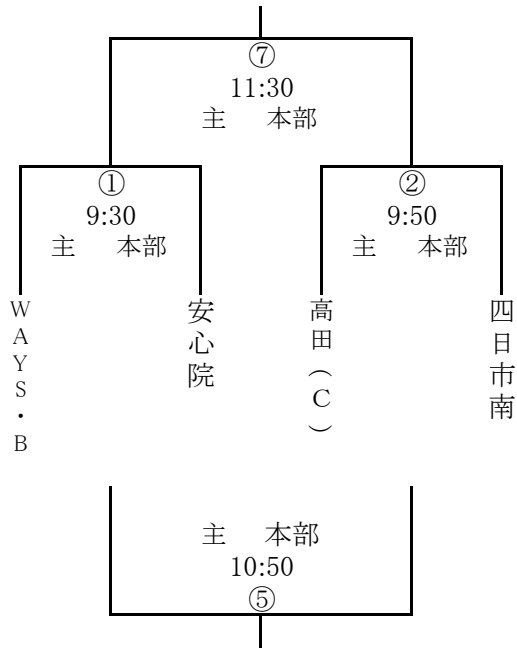 ⑦
11:30
主 本部
① ②
9:30 9:50
主 本部 主 本部
WAYS・B
安心院
高田(C)
四日市南
主 本部
10:50
⑤